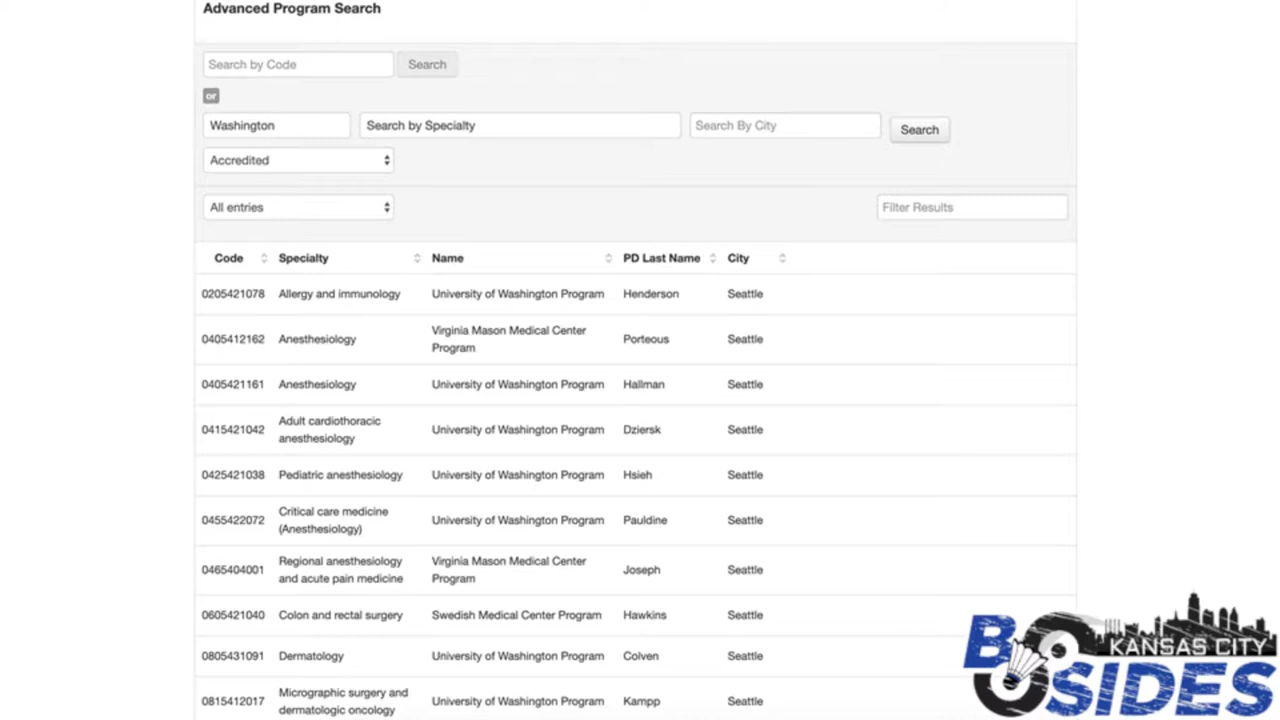 Advanced Program Search
Search by Code Search
or
Washington Search by Specialty Search By City Search
Accredited
All entries Filter Results
Code Specialty Name PD Last Name City
0205421078 Allergy and immunology University of Washington Program Henderson Seattle
0405412162 Anesthesiology Virginia Mason Medical Center Program Porteous Seattle
0405421161 Anesthesiology University of Washington Program Hallman Seattle
0415421042 Adult cardiothoracic anesthesiology University of Washington Program Dziersk Seattle
0425421038 Pediatric anesthesiology University of Washington Program Hsieh Seattle
0455422072 Critical care medicine (Anesthesiology) University of Washington Program Pauldine Seattle
0465404001 Regional anesthesiology and acute pain medicine Virginia Mason Medical Center Program Joseph Seattle
0605421040 Colon and rectal surgery Swedish Medical Center Program Hawkins Seattle
0805431091 Dermatology University of Washington Program Colven Seattle
0815412017 Micrographic surgery and dermatologic oncology University of Washington Program Kampp Seattle
KANSAS CITY
BSIDES